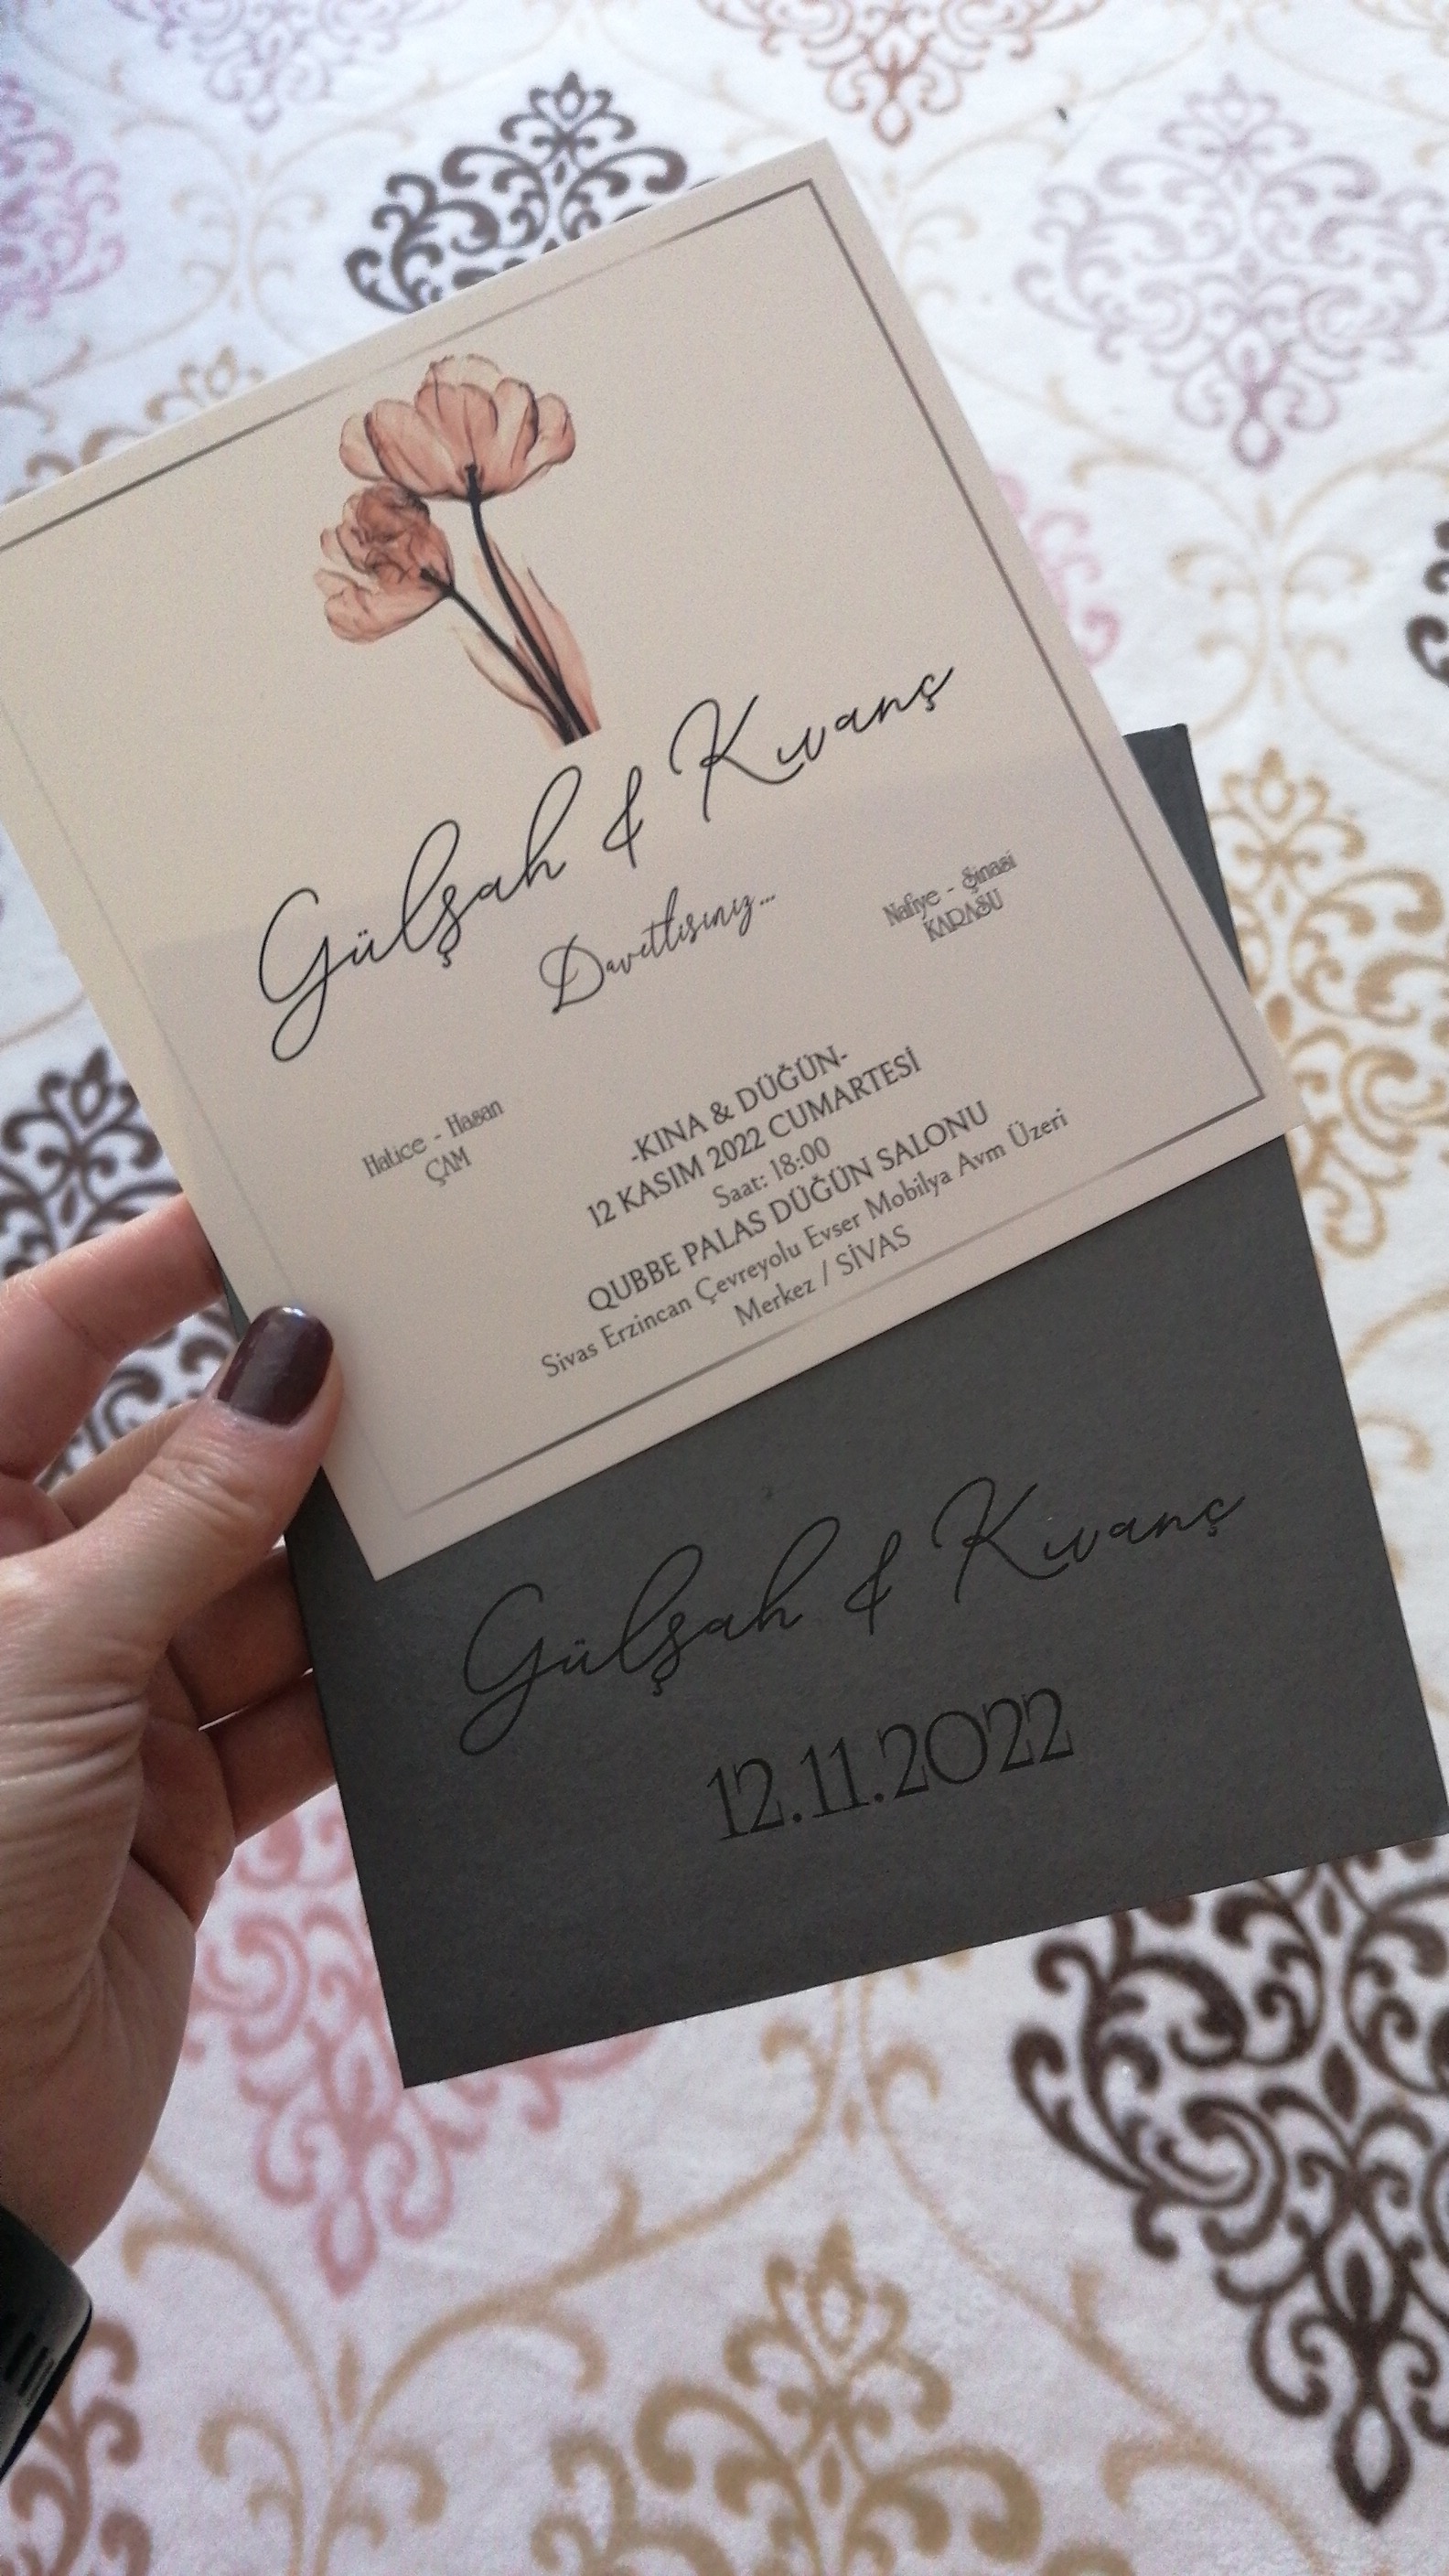 Gülşah & Kıvanç
Davetlisiniz...
Nafiye - Şinasi
KARASU
Hatice - Hasan
ÇAM
-KINA & DÜĞÜN-
12 KASIM 2022 CUMARTESİ
Saat: 18:00
QUBBE PALAS DÜĞÜN SALONU
Sivas Erzincan Çevreyolu Evser Mobilya Avm Üzeri
Merkez / SİVAS
Gülşah & Kıvanç
12.11.2022